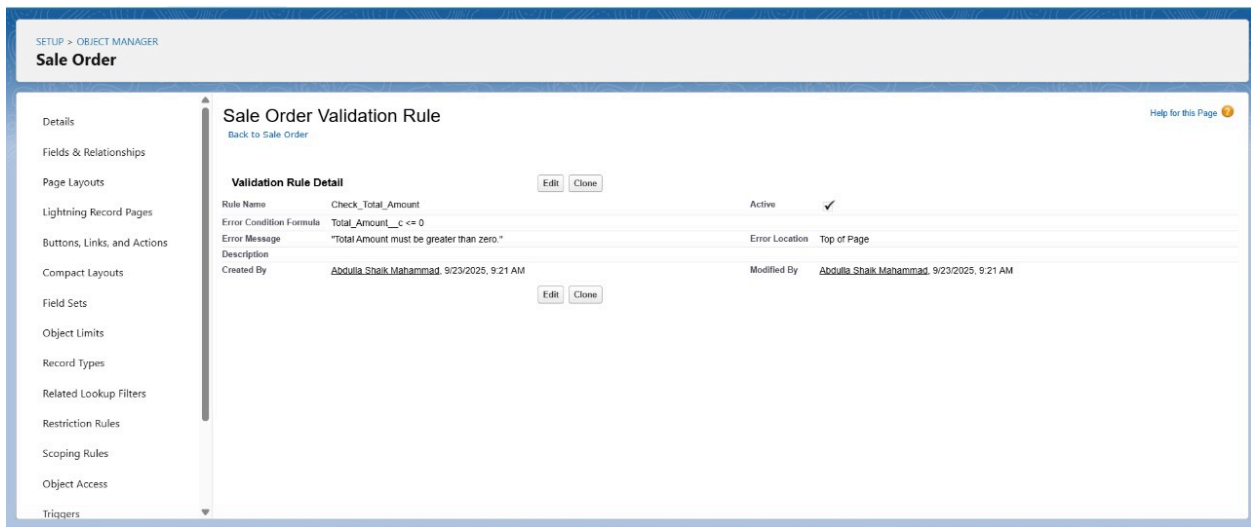 SETUP > OBJECT MANAGER
Sale Order
Details
Fields & Relationships
Page Layouts
Lightning Record Pages
Buttons, Links, and Actions
Compact Layouts
Field Sets
Object Limits
Record Types
Related Lookup Filters
Restriction Rules
Scoping Rules
Object Access
Triggers
Sale Order Validation Rule
Help for this Page ?
Back to Sale Order
Validation Rule Detail Edit Clone
Rule Name Check_Total_Amount Active ✓
Error Condition Formula Total_Amount__c <= 0
Error Message "Total Amount must be greater than zero." Error Location Top of Page
Description
Created By Abdulla Shaik Mahammad, 9/23/2025, 9:21 AM Modified By Abdulla Shaik Mahammad, 9/23/2025, 9:21 AM
Edit Clone